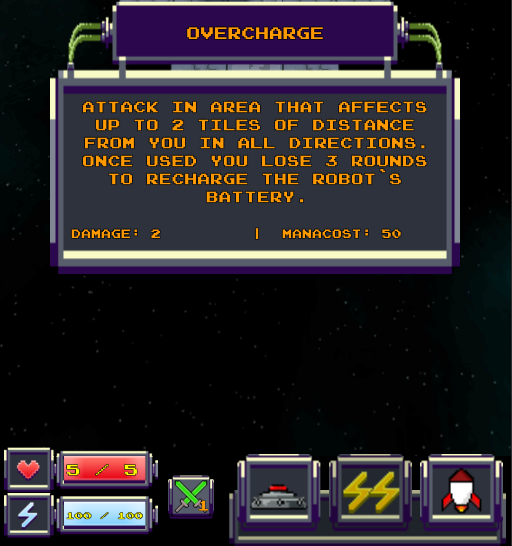 OVERCHARGE
ATTACK IN AREA THAT AFFECTS
UP TO 2 TILES OF DISTANCE
FROM YOU IN ALL DIRECTIONS.
ONCE USED YOU LOSE 3 ROUNDS
TO RECHARGE THE ROBOT`S
BATTERY.
DAMAGE: 2 | MANACOST: 50
5 / 5
100 / 100
1